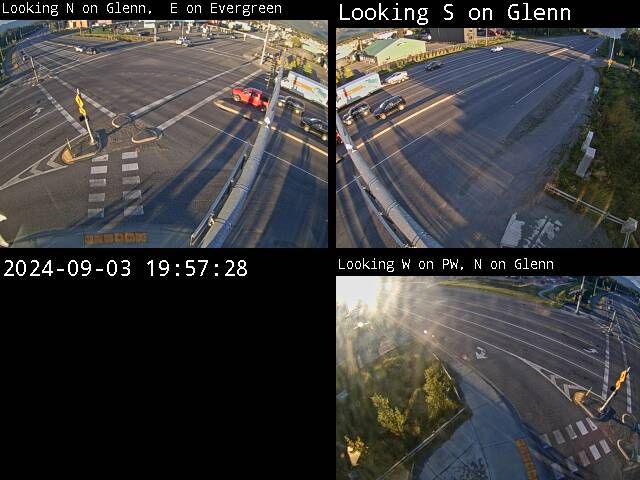 Looking N on Glenn,  E on Evergreen
Looking S on Glenn
2024-09-03 19:57:28
Looking W on PW, N on Glenn